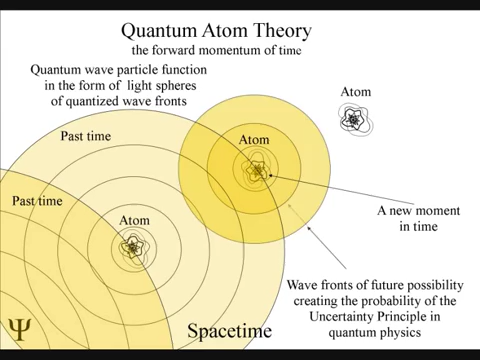 Quantum Atom Theory
the forward momentum of time
Quantum wave particle function
in the form of light spheres
of quantized wave fronts
Atom
Past time
Atom
Past time
A new moment
in time
Atom
Wave fronts of future possibility
creating the probability of the
Uncertainty Principle in
quantum physics
Ψ
Spacetime